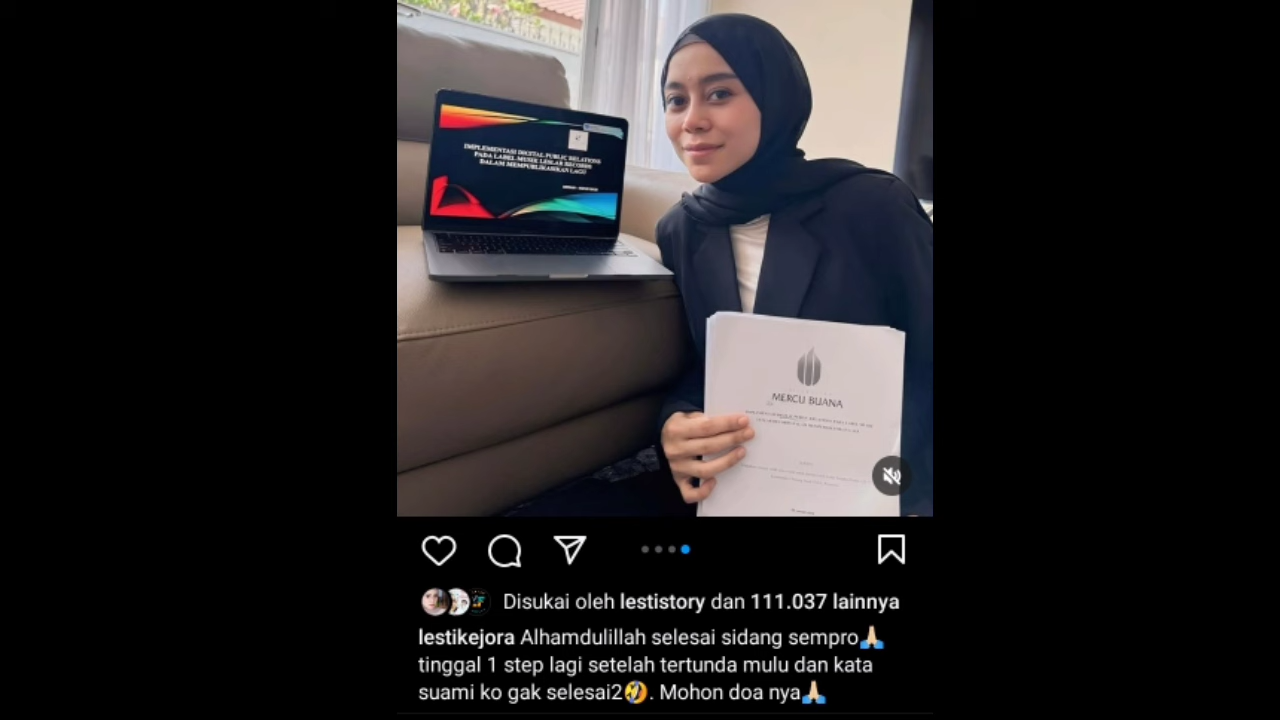 IMPLEMENTASI DIGITAL PUBLIC RELATIONS
PADA LABEL MUSIK LESLAR RECORDS
DALAM MEMPUBLIKASIKAN LAGU
MERCU BUANA
Disukai oleh lestistory dan 111.037 lainnya
lestikejora Alhamdulillah selesai sidang sempro🙏🏻
tinggal 1 step lagi setelah tertunda mulu dan kata
suami ko gak selesai2🤣. Mohon doa nya🙏🏻